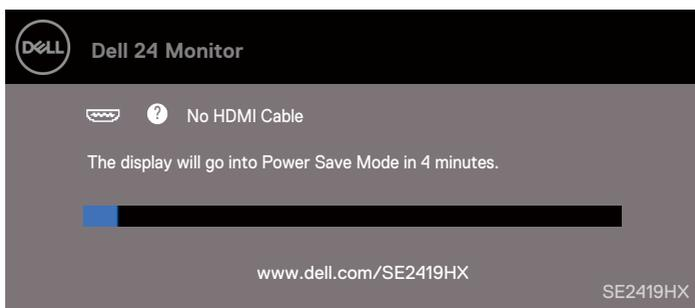 DELL
Dell 24 Monitor
? No HDMI Cable
The display will go into Power Save Mode in 4 minutes.
www.dell.com/SE2419HX
SE2419HX